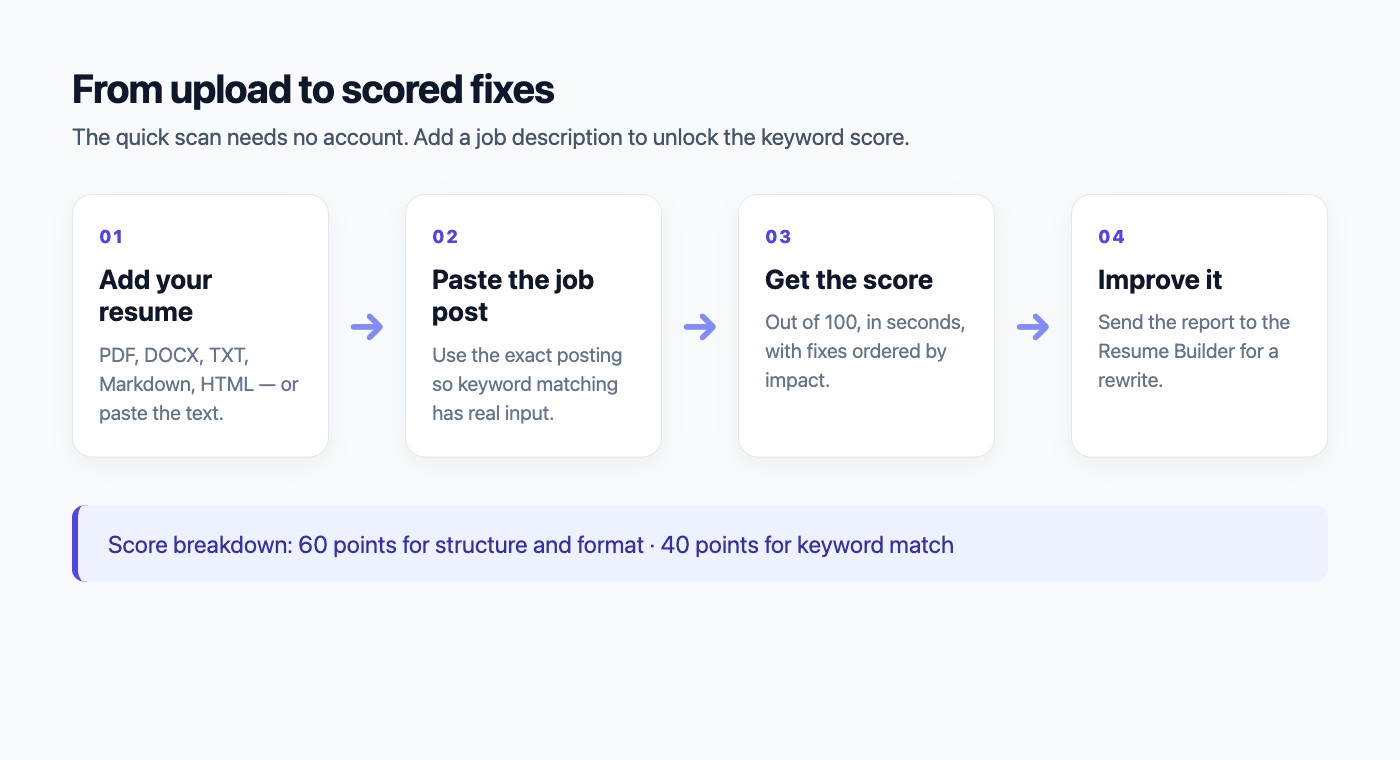 From upload to scored fixes
The quick scan needs no account. Add a job description to unlock the keyword score.
01
Add your
resume
PDF, DOCX, TXT,
Markdown, HTML — or
paste the text.
02
Paste the job
post
Use the exact posting
so keyword matching
has real input.
03
Get the score
Out of 100, in seconds,
with fixes ordered by
impact.
04
Improve it
Send the report to the
Resume Builder for a
rewrite.
Score breakdown: 60 points for structure and format · 40 points for keyword match